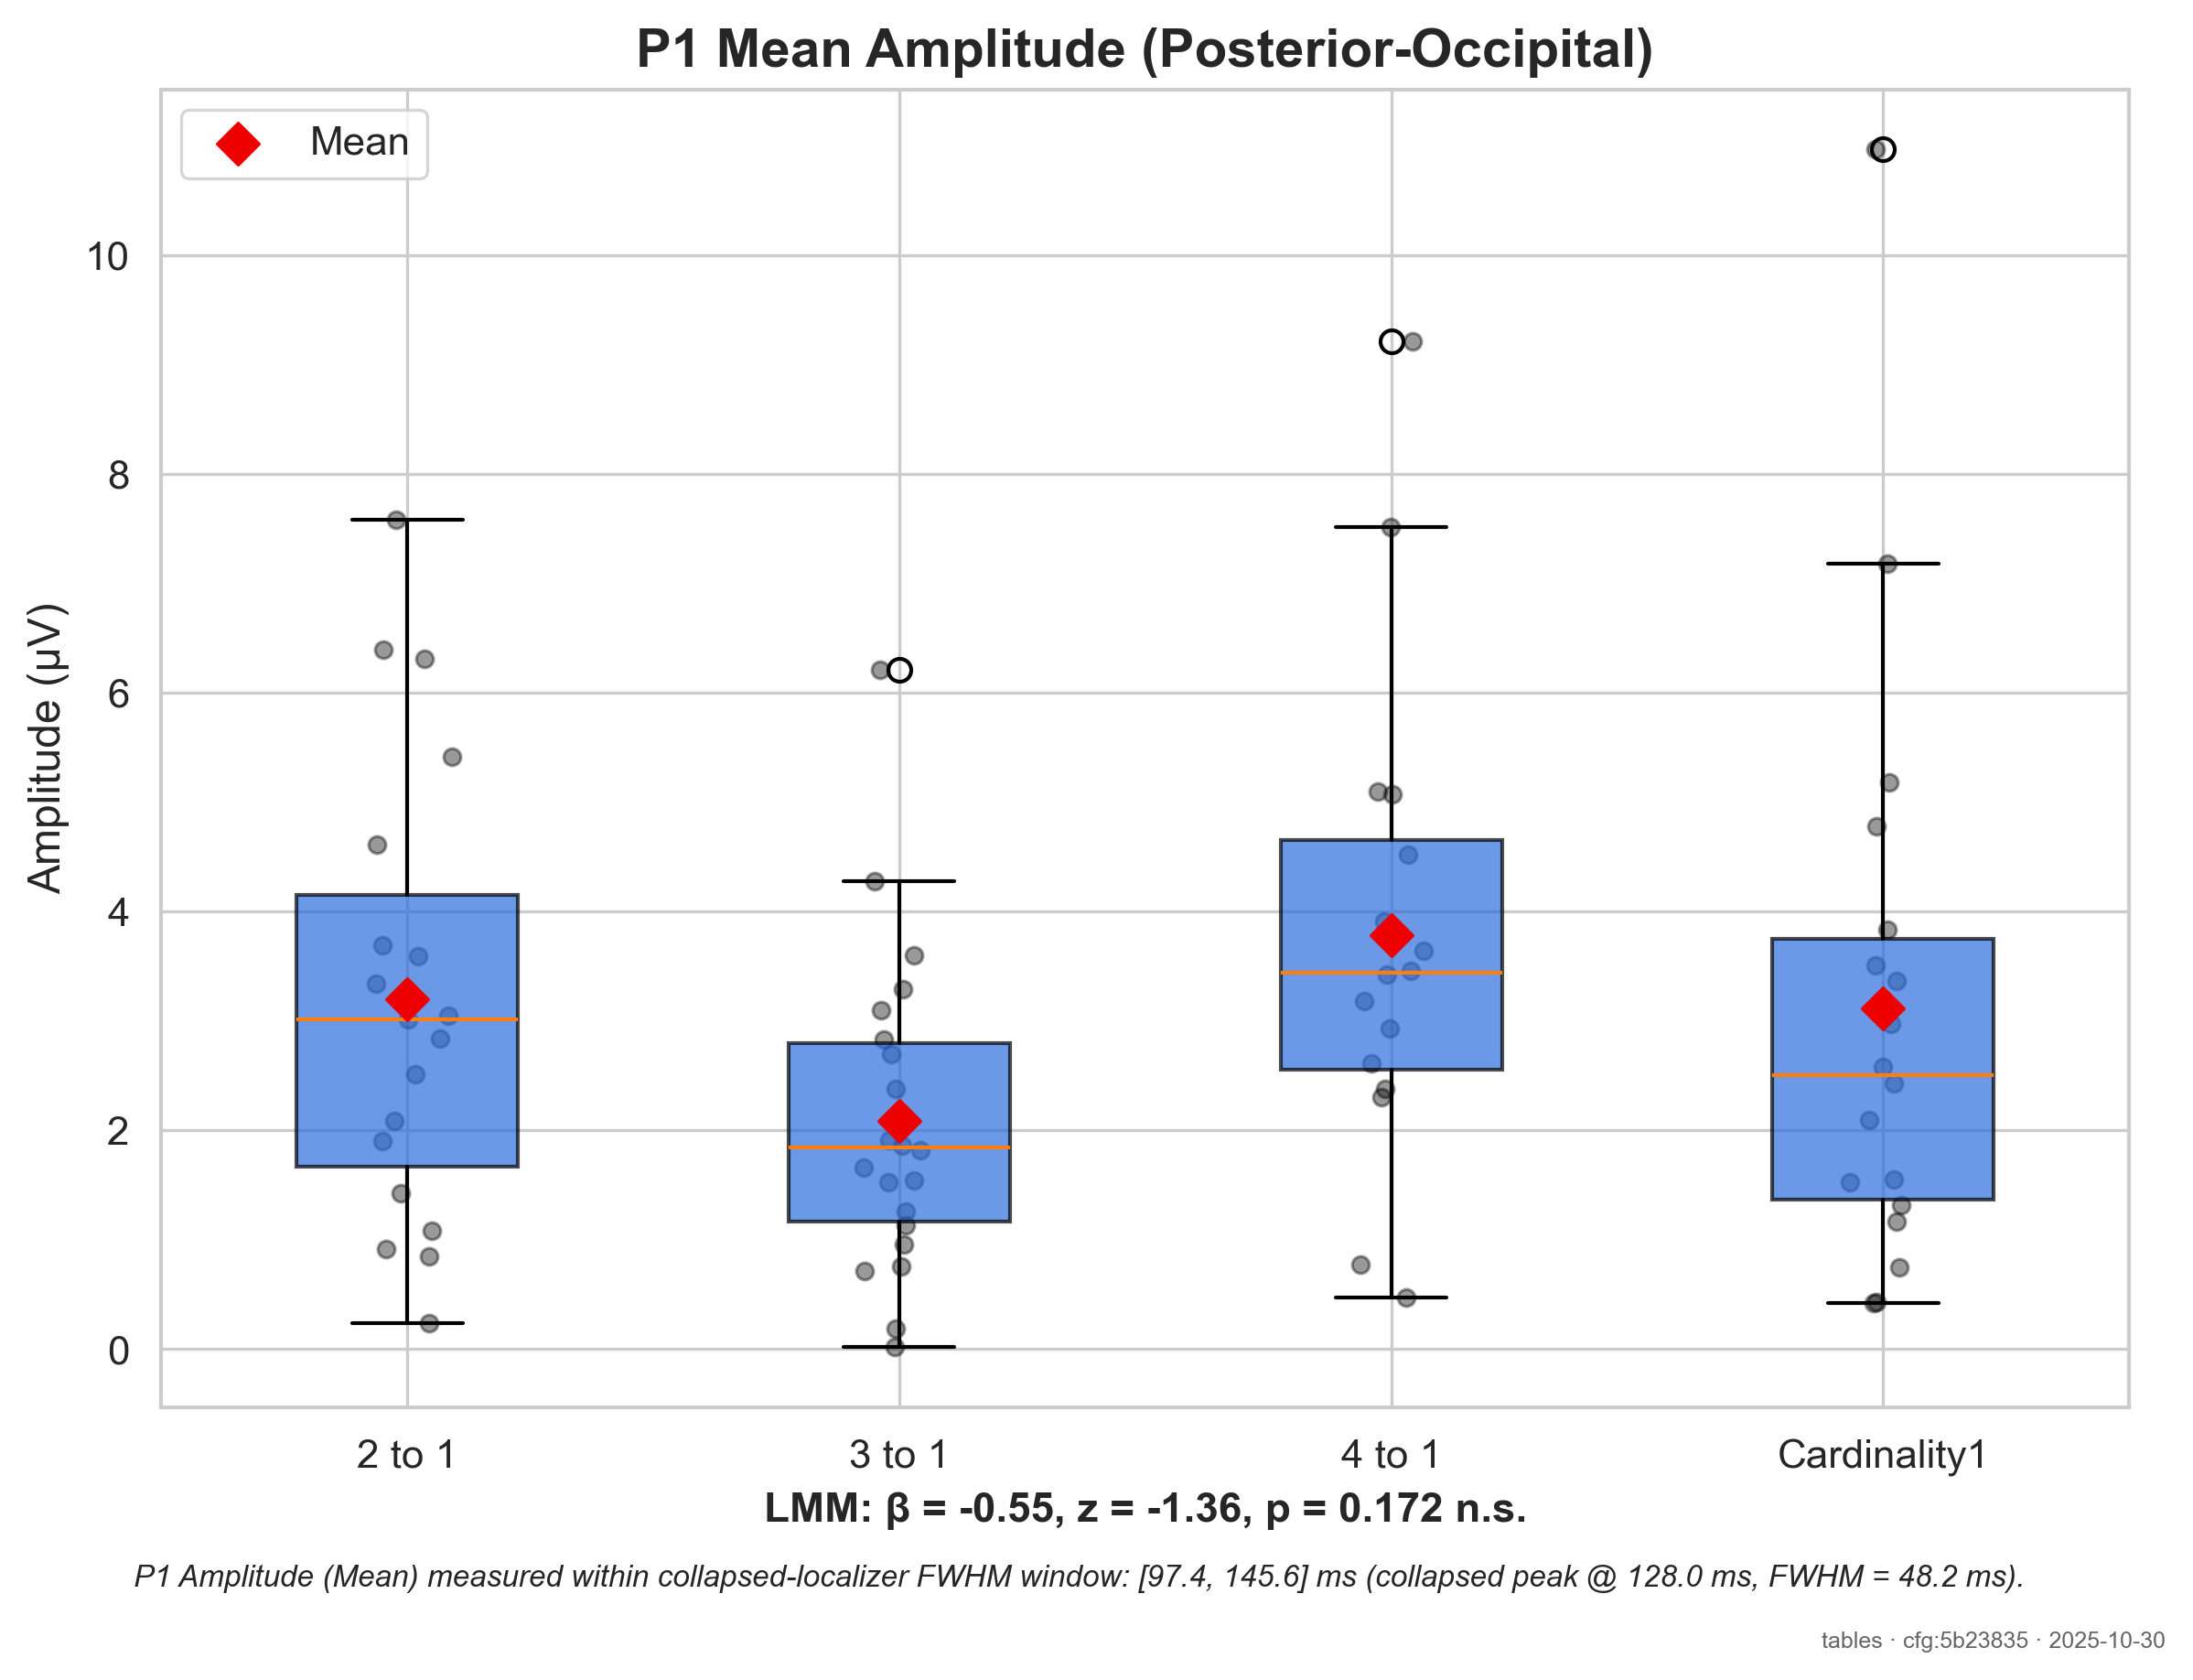 P1 Mean Amplitude (Posterior-Occipital)
Mean
Amplitude (µV)
10
8
6
4
2
0
2 to 1
3 to 1
4 to 1
Cardinality1
LMM: β = -0.55, z = -1.36, p = 0.172 n.s.
P1 Amplitude (Mean) measured within collapsed-localizer FWHM window: [97.4, 145.6] ms (collapsed peak @ 128.0 ms, FWHM = 48.2 ms).
tables · cfg:5b23835 · 2025-10-30